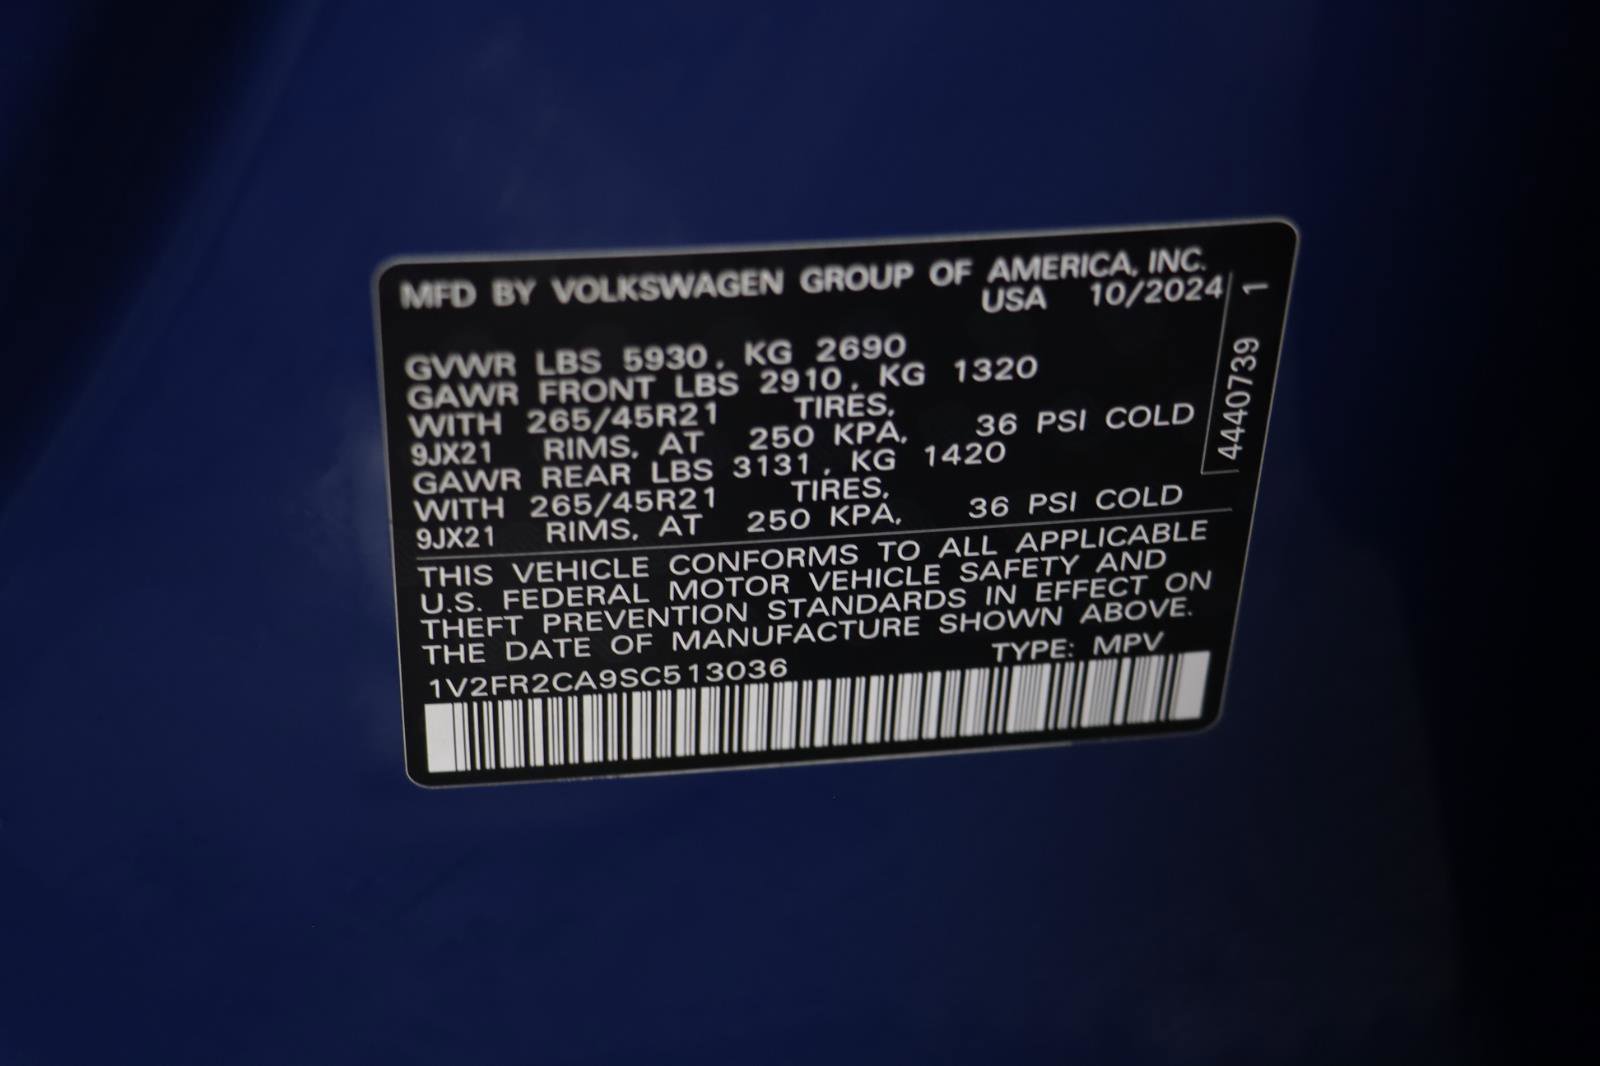 MFD BY VOLKSWAGEN GROUP OF AMERICA, INC.
USA 10/2024
GVWR LBS 5930, KG 2690
GAWR FRONT LBS 2910, KG 1320
WITH 265/45R21 TIRES,
9JX21 RIMS, AT 250 KPA, 36 PSI COLD
GAWR REAR LBS 3131, KG 1420
WITH 265/45R21 TIRES,
9JX21 RIMS, AT 250 KPA, 36 PSI COLD
THIS VEHICLE CONFORMS TO ALL APPLICABLE
U.S. FEDERAL MOTOR VEHICLE SAFETY AND
THEFT PREVENTION STANDARDS IN EFFECT ON
THE DATE OF MANUFACTURE SHOWN ABOVE.
TYPE: MPV
1V2FR2CA9SC513036
4440739 1